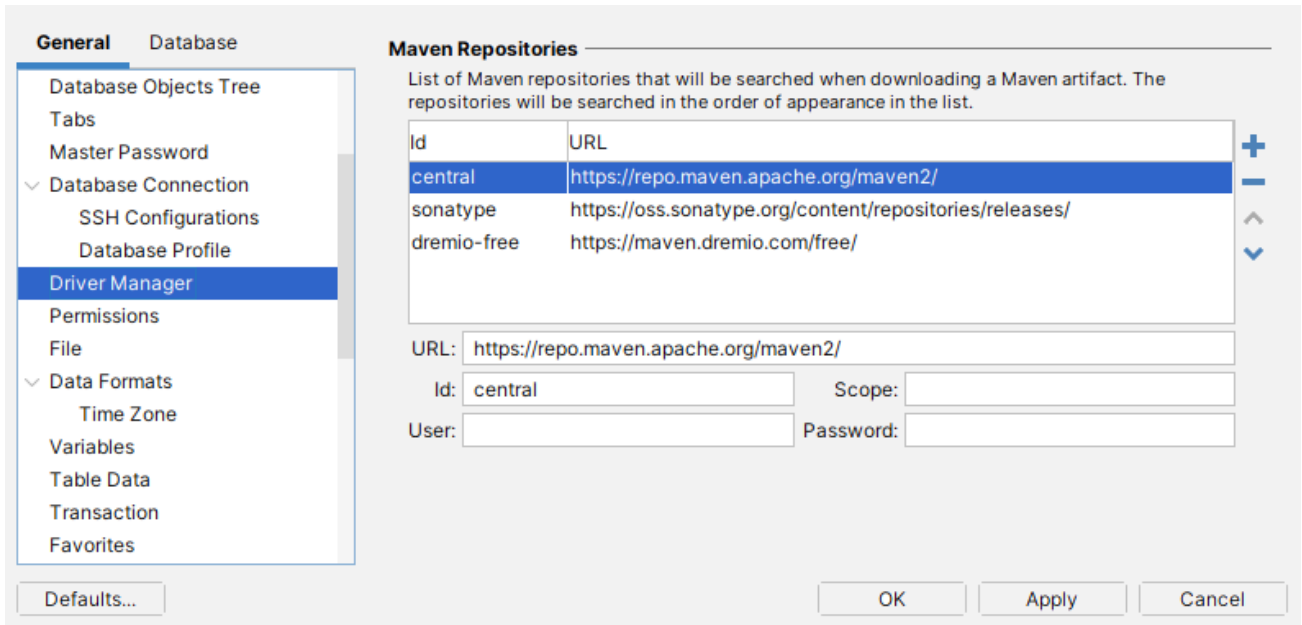 General Database
Database Objects Tree
Tabs
Master Password
Database Connection
SSH Configurations
Database Profile
Driver Manager
Permissions
File
Data Formats
Time Zone
Variables
Table Data
Transaction
Favorites
Maven Repositories
List of Maven repositories that will be searched when downloading a Maven artifact. The
repositories will be searched in the order of appearance in the list.
Id URL
central https://repo.maven.apache.org/maven2/
sonatype https://oss.sonatype.org/content/repositories/releases/
dremio-free https://maven.dremio.com/free/
URL: https://repo.maven.apache.org/maven2/
Id: central Scope:
User: Password:
Defaults... OK Apply Cancel